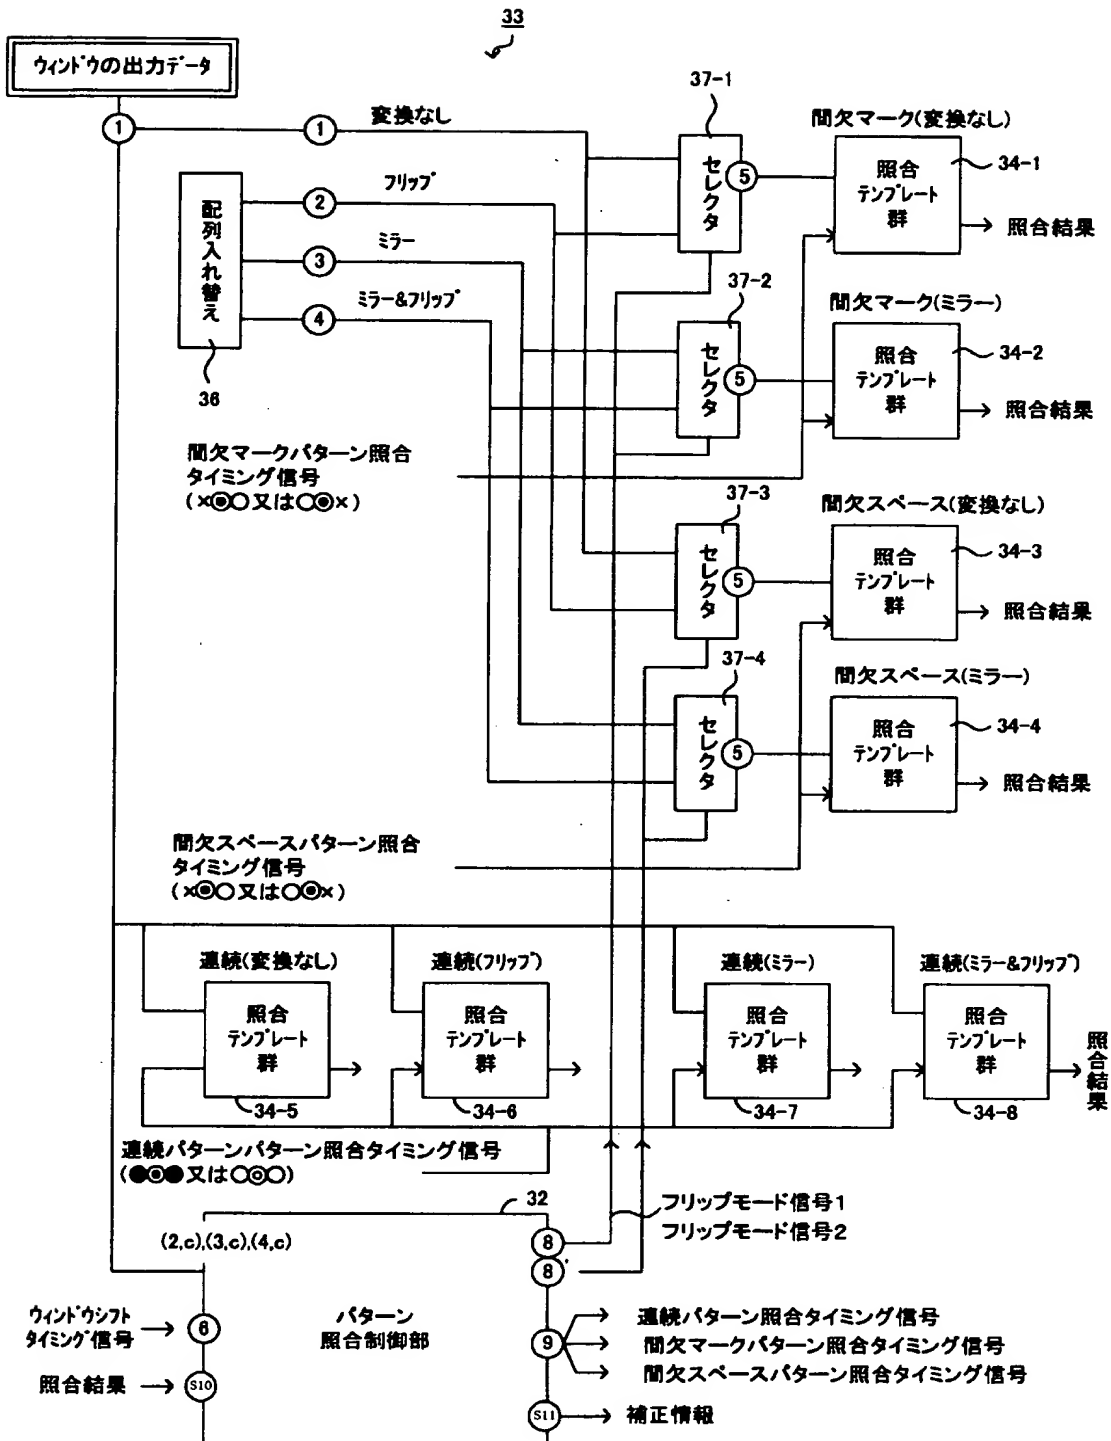 33
ウィンドウの出力データ
37-1
変換なし
間欠マーク(変換なし)
1
1
セレクタ
5
照合
テンプレート
群
34-1
照合結果
フリップ
2
配列入れ替え
ミラー
3
ミラー&フリップ
4
36
37-2
間欠マーク(ミラー)
セレクタ
5
照合
テンプレート
群
34-2
照合結果
間欠マークパターン照合
タイミング信号
(×◉○又は○◉×)
37-3
間欠スペース(変換なし)
セレクタ
5
照合
テンプレート
群
34-3
照合結果
37-4
間欠スペース(ミラー)
セレクタ
5
照合
テンプレート
群
34-4
照合結果
間欠スペースパターン照合
タイミング信号
(×◉○又は○◉×)
連続(変換なし)
連続(フリップ)
連続(ミラー)
連続(ミラー&フリップ)
照合
テンプレート
群
照合
テンプレート
群
照合
テンプレート
群
照合
テンプレート
群
照合結果
34-5
34-6
34-7
34-8
連続パターンパターン照合タイミング信号
(●◉●又は○◎○)
32
フリップモード信号1
フリップモード信号2
(2,c),(3,c),(4,c)
8
8'
ウィンドウシフト
タイミング信号
6
パターン
照合制御部
9
連続パターン照合タイミング信号
間欠マークパターン照合タイミング信号
間欠スペースパターン照合タイミング信号
照合結果
S10
S11
補正情報